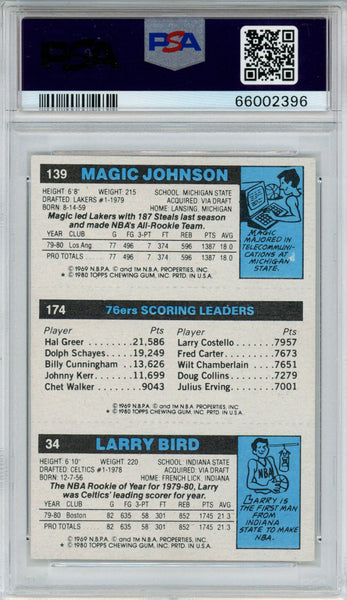 PSA
PSA
66002396
139 MAGIC JOHNSON
HEIGHT: 6'8" WEIGHT: 215 SCHOOL: MICHIGAN STATE
DRAFTED: LAKERS #1-1979 ACQUIRED: VIA DRAFT
BORN: 8-14-59 HOME: LANSING, MICHIGAN
Magic led Lakers with 187 Steals last season
and made NBA's All-Rookie Team.
YEAR CLUB G FG 3-PT FT REB PTS AVG
79-80 Los Ang. 77 496 7 374 596 1387 18.0
PRO TOTALS 77 496 7 374 596 1387 18.0
© 1969 N.B.P.A. © T.M. N.B.A. PROPERTIES, INC.
* © 1980 TOPPS CHEWING GUM, INC. PRTD. IN U.S.A.
MAGIC
MAJORED IN
TELECOMMUNI-
CATIONS AT
MICHIGAN
STATE.
174 76ers SCORING LEADERS
Player Pts Player Pts
Hal Greer 21,586 Larry Costello 7957
Dolph Schayes 19,249 Fred Carter 7673
Billy Cunningham 13,626 Wilt Chamberlain 7651
Johnny Kerr 11,699 Doug Collins 7279
Chet Walker 9043 Julius Erving 7001
© 1969 N.B.P.A. © T.M. N.B.A. PROPERTIES, INC.
* © 1980 TOPPS CHEWING GUM, INC. PRTD. IN U.S.A.
34 LARRY BIRD
HEIGHT: 6'10" WEIGHT: 220 SCHOOL: INDIANA STATE
DRAFTED: CELTICS #1-1978 ACQUIRED: VIA DRAFT
BORN: 12-7-56 HOME: FRENCH LICK, INDIANA
The NBA Rookie of Year for 1979-80, Larry
was Celtics' leading scorer for year.
YEAR CLUB G FG 3-PT FT REB PTS AVG
79-80 Boston 82 635 58 301 852 1745 21.3
PRO TOTALS 82 635 58 301 852 1745 21.3
© 1969 N.B.P.A. © T.M. N.B.A. PROPERTIES, INC.
* © 1980 TOPPS CHEWING GUM, INC. PRTD. IN U.S.A.
NBA
LARRY IS
THE FIRST MAN
FROM
INDIANA
STATE TO MAKE
NBA.